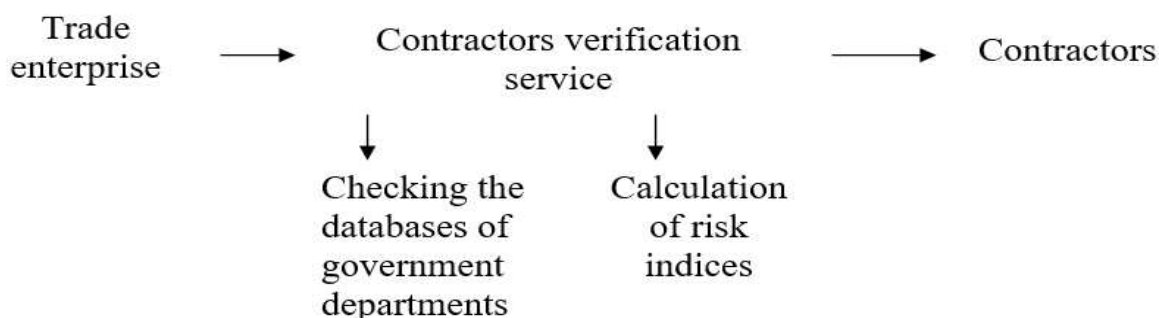 Trade
enterprise
Contractors verification
service
Contractors
Checking the
databases of
government
departments
Calculation
of risk
indices